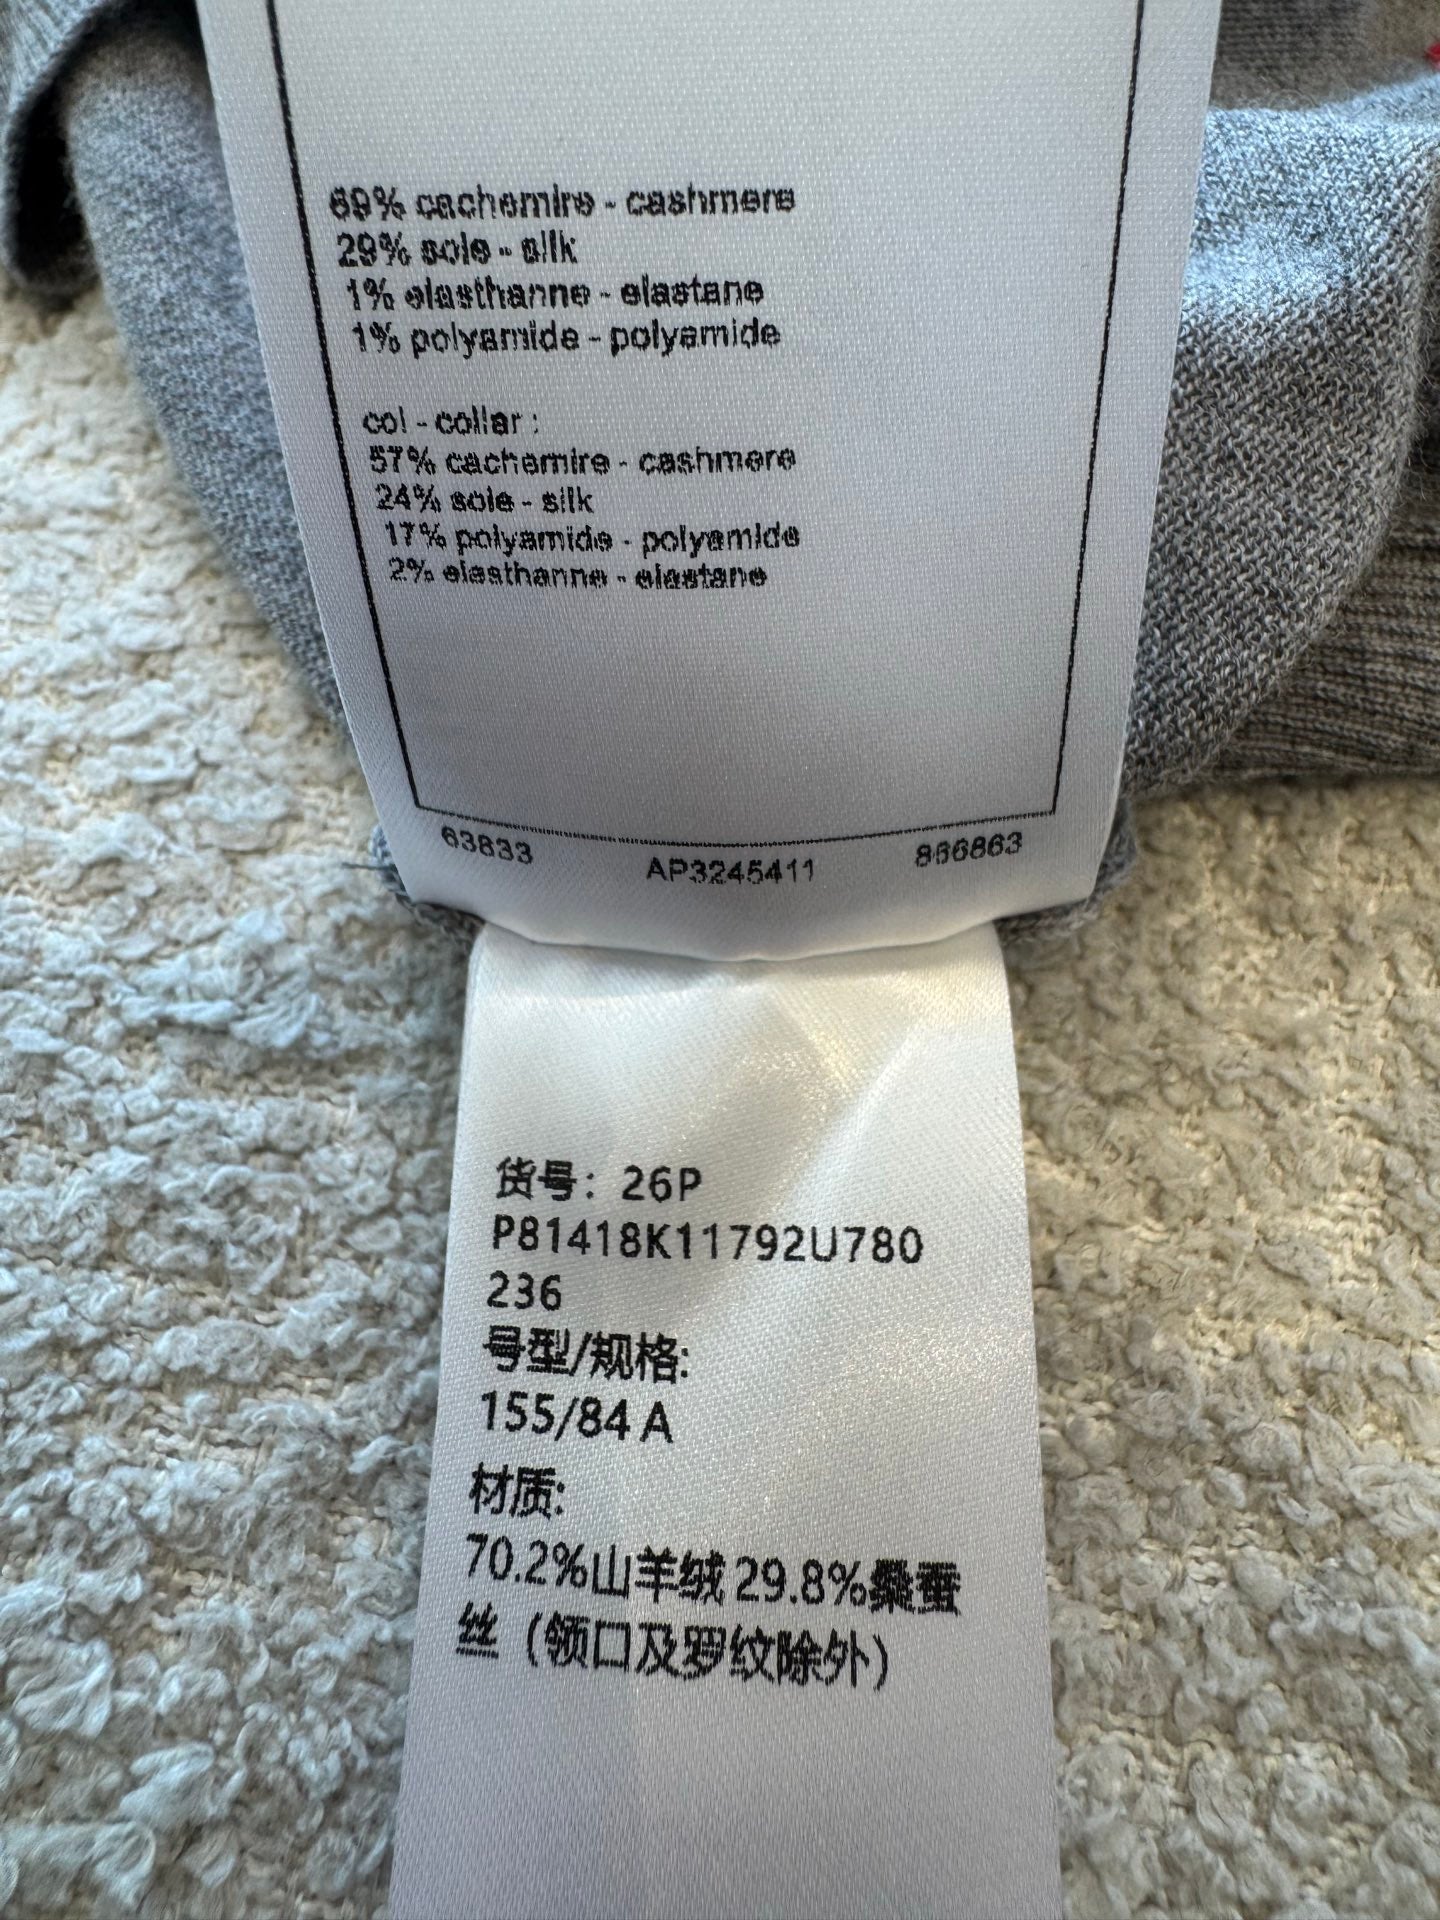 69% cachemire - cashmere
29% soie - silk
1% elasthanne - elastane
1% polyamide - polyamide
col - collar :
57% cachemire - cashmere
24% soie - silk
17% polyamide - polyamide
2% elasthanne - elastane
63833 AP3245411 866863
货号: 26P
P81418K11792U780
236
号型/规格:
155/84 A
材质:
70.2%山羊绒 29.8%桑蚕
丝（领口及罗纹除外）